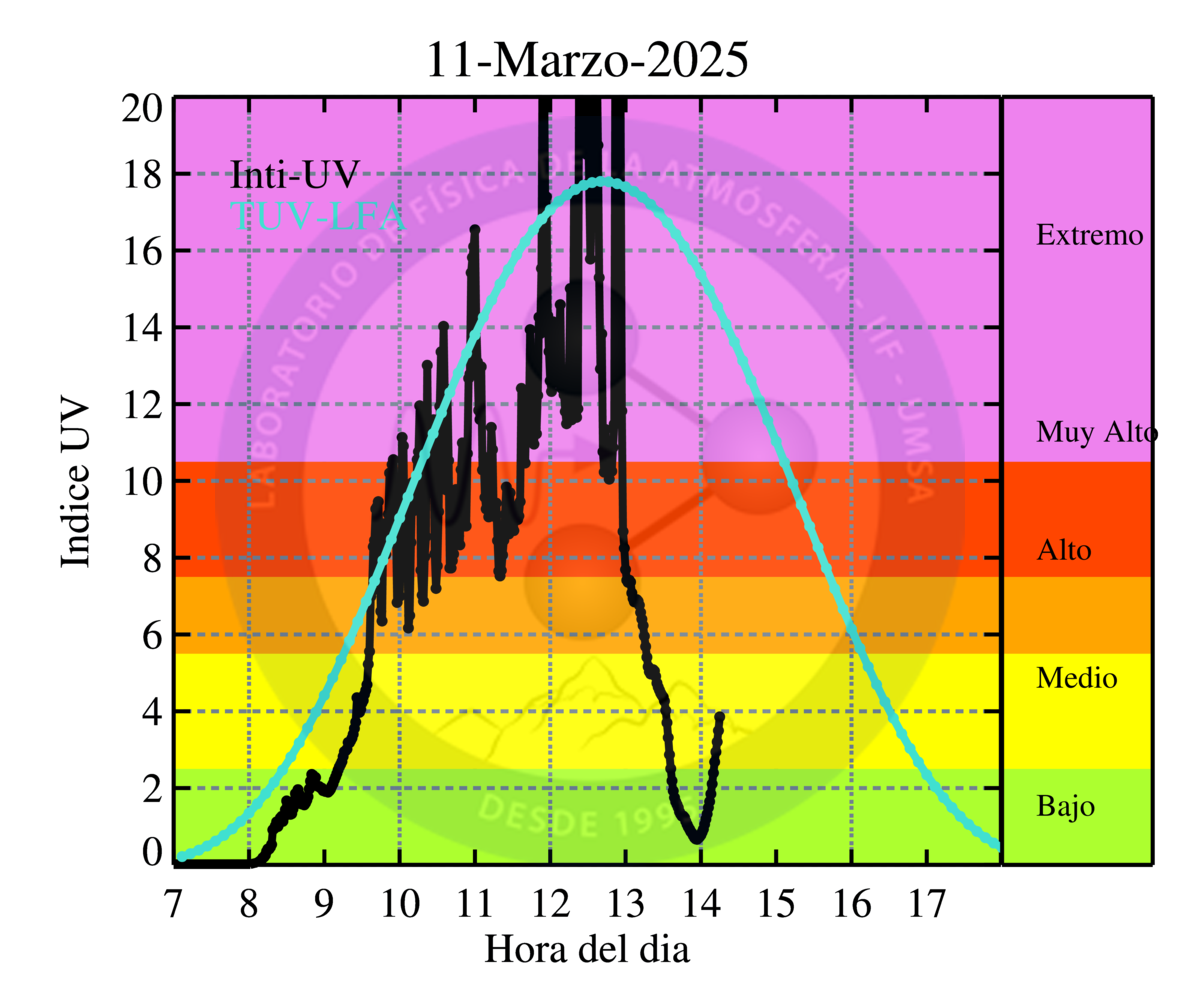 11-Marzo-2025
20
18
16
14
12
10
8
6
4
2
0
Indice UV
Inti-UV
TUV-LFA
LABORATORIO DE FÍSICA DE LA ATMÓSFERA - IIF - UMSA
DESDE 1995
Extremo
Muy Alto
Alto
Medio
Bajo
7 8 9 10 11 12 13 14 15 16 17
Hora del dia